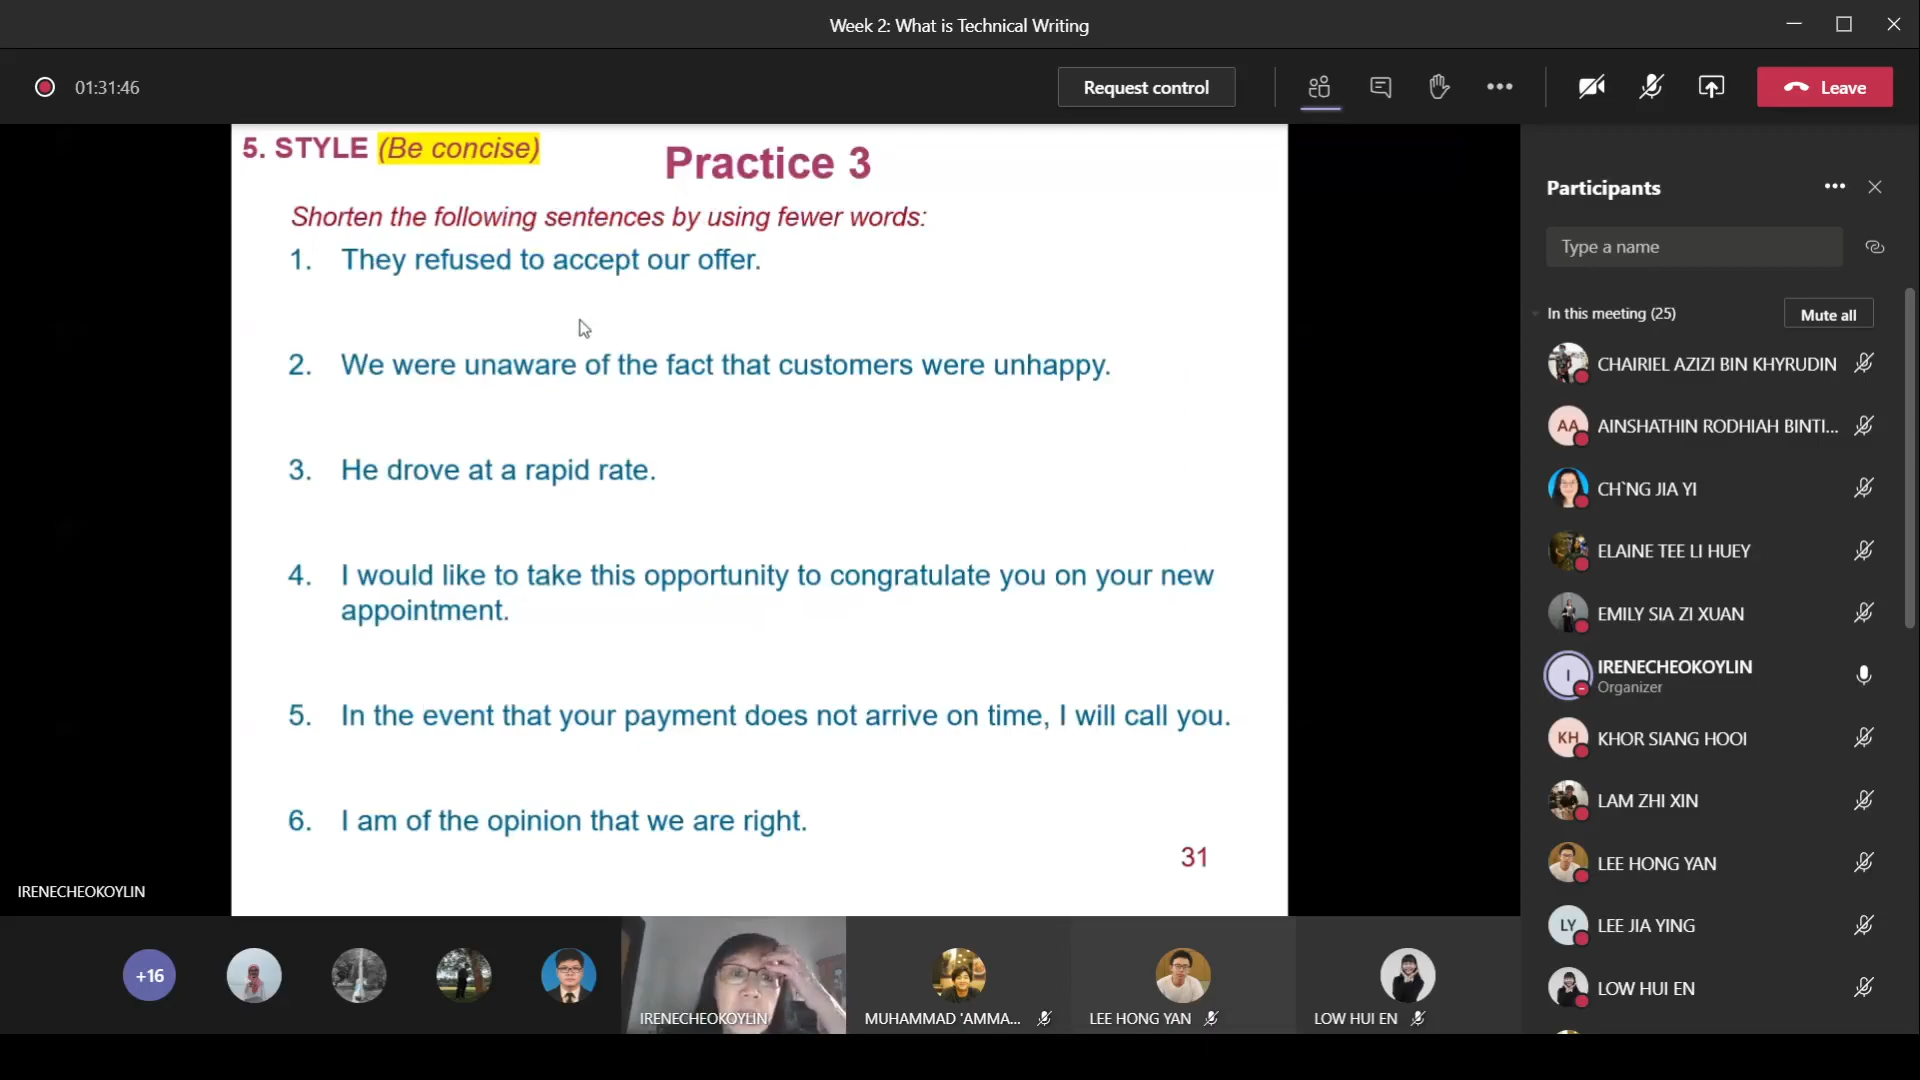 Week 2: What is Technical Writing
01:31:46
Request control
Leave
5. STYLE (Be concise)
Practice 3
Shorten the following sentences by using fewer words:
1. They refused to accept our offer.
2. We were unaware of the fact that customers were unhappy.
3. He drove at a rapid rate.
4. I would like to take this opportunity to congratulate you on your new
appointment.
5. In the event that your payment does not arrive on time, I will call you.
6. I am of the opinion that we are right.
31
IRENECHEOKOYLIN
Participants
Type a name
In this meeting (25)
Mute all
CHAIRIEL AZIZI BIN KHYRUDIN
AA
AINSHATHIN RODHIAH BINTI...
CH`NG JIA YI
ELAINE TEE LI HUEY
EMILY SIA ZI XUAN
I
IRENECHEOKOYLIN
Organizer
KH
KHOR SIANG HOOI
LAM ZHI XIN
LEE HONG YAN
LY
LEE JIA YING
LOW HUI EN
+16
IRENECHEOKOYLIN
MUHAMMAD 'AMMA...
LEE HONG YAN
LOW HUI EN